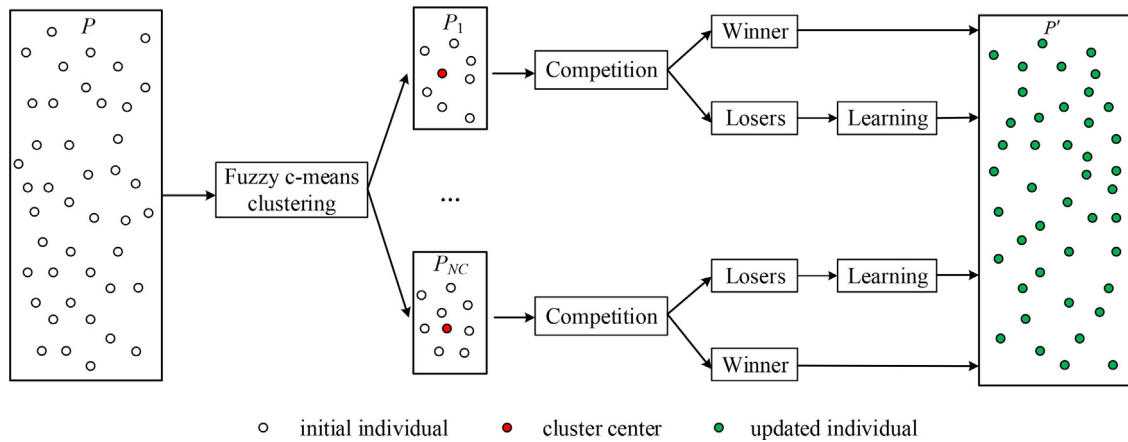 P
Fuzzy c-means
clustering
P1
...
PNC
Competition
Winner
Losers
Learning
Competition
Losers
Learning
Winner
P'
initial individual
cluster center
updated individual